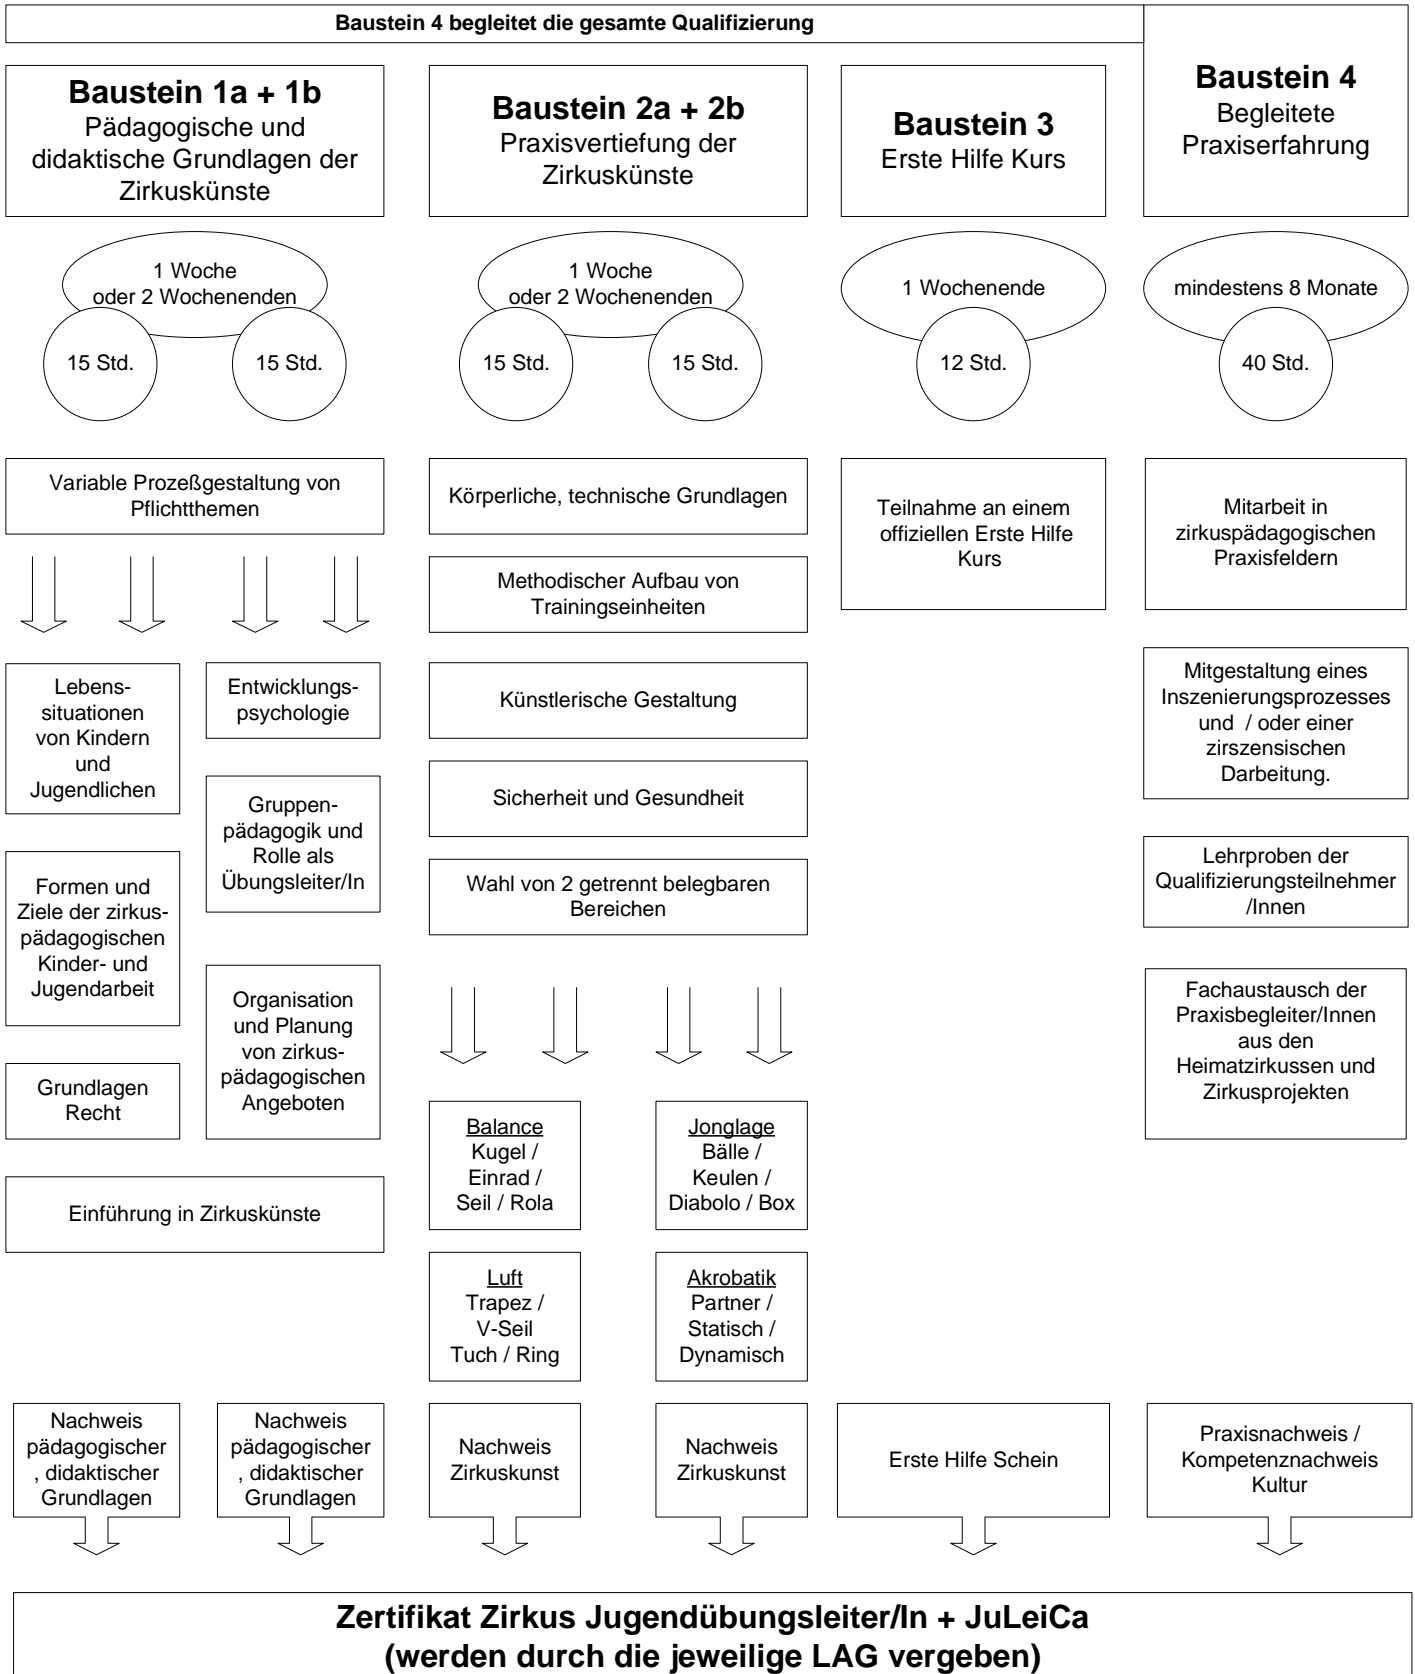 Baustein 4 begleitet die gesamte Qualifizierung
Baustein 1a + 1b
Pädagogische und
didaktische Grundlagen der
Zirkuskünste
Baustein 2a + 2b
Praxisvertiefung der
Zirkuskünste
Baustein 3
Erste Hilfe Kurs
Baustein 4
Begleitete
Praxiserfahrung
1 Woche
oder 2 Wochenenden
15 Std.
15 Std.
1 Woche
oder 2 Wochenenden
15 Std.
15 Std.
1 Wochenende
12 Std.
mindestens 8 Monate
40 Std.
Variable Prozeßgestaltung von
Pflichtthemen
Lebens-
situationen
von Kindern
und
Jugendlichen
Entwicklungs-
psychologie
Gruppen-
pädagogik und
Rolle als
Übungsleiter/In
Formen und
Ziele der zirkus-
pädagogischen
Kinder- und
Jugendarbeit
Organisation
und Planung
von zirkus-
pädagogischen
Angeboten
Grundlagen
Recht
Einführung in Zirkuskünste
Körperliche, technische Grundlagen
Methodischer Aufbau von
Trainingseinheiten
Künstlerische Gestaltung
Sicherheit und Gesundheit
Wahl von 2 getrennt belegbaren
Bereichen
Balance
Kugel /
Einrad /
Seil / Rola
Jonglage
Bälle /
Keulen /
Diabolo / Box
Luft
Trapez /
V-Seil
Tuch / Ring
Akrobatik
Partner /
Statisch /
Dynamisch
Teilnahme an einem
offiziellen Erste Hilfe
Kurs
Mitarbeit in
zirkuspädagogischen
Praxisfeldern
Mitgestaltung eines
Inszenierungsprozesses
und / oder einer
zirszensischen
Darbeitung.
Lehrproben der
Qualifizierungsteilnehmer
/Innen
Fachaustausch der
Praxisbegleiter/Innen
aus den
Heimatzirkussen und
Zirkusprojekten
Nachweis
pädagogischer
, didaktischer
Grundlagen
Nachweis
pädagogischer
, didaktischer
Grundlagen
Nachweis
Zirkuskunst
Nachweis
Zirkuskunst
Erste Hilfe Schein
Praxisnachweis /
Kompetenznachweis
Kultur
Zertifikat Zirkus Jugendübungsleiter/In + JuLeiCa
(werden durch die jeweilige LAG vergeben)